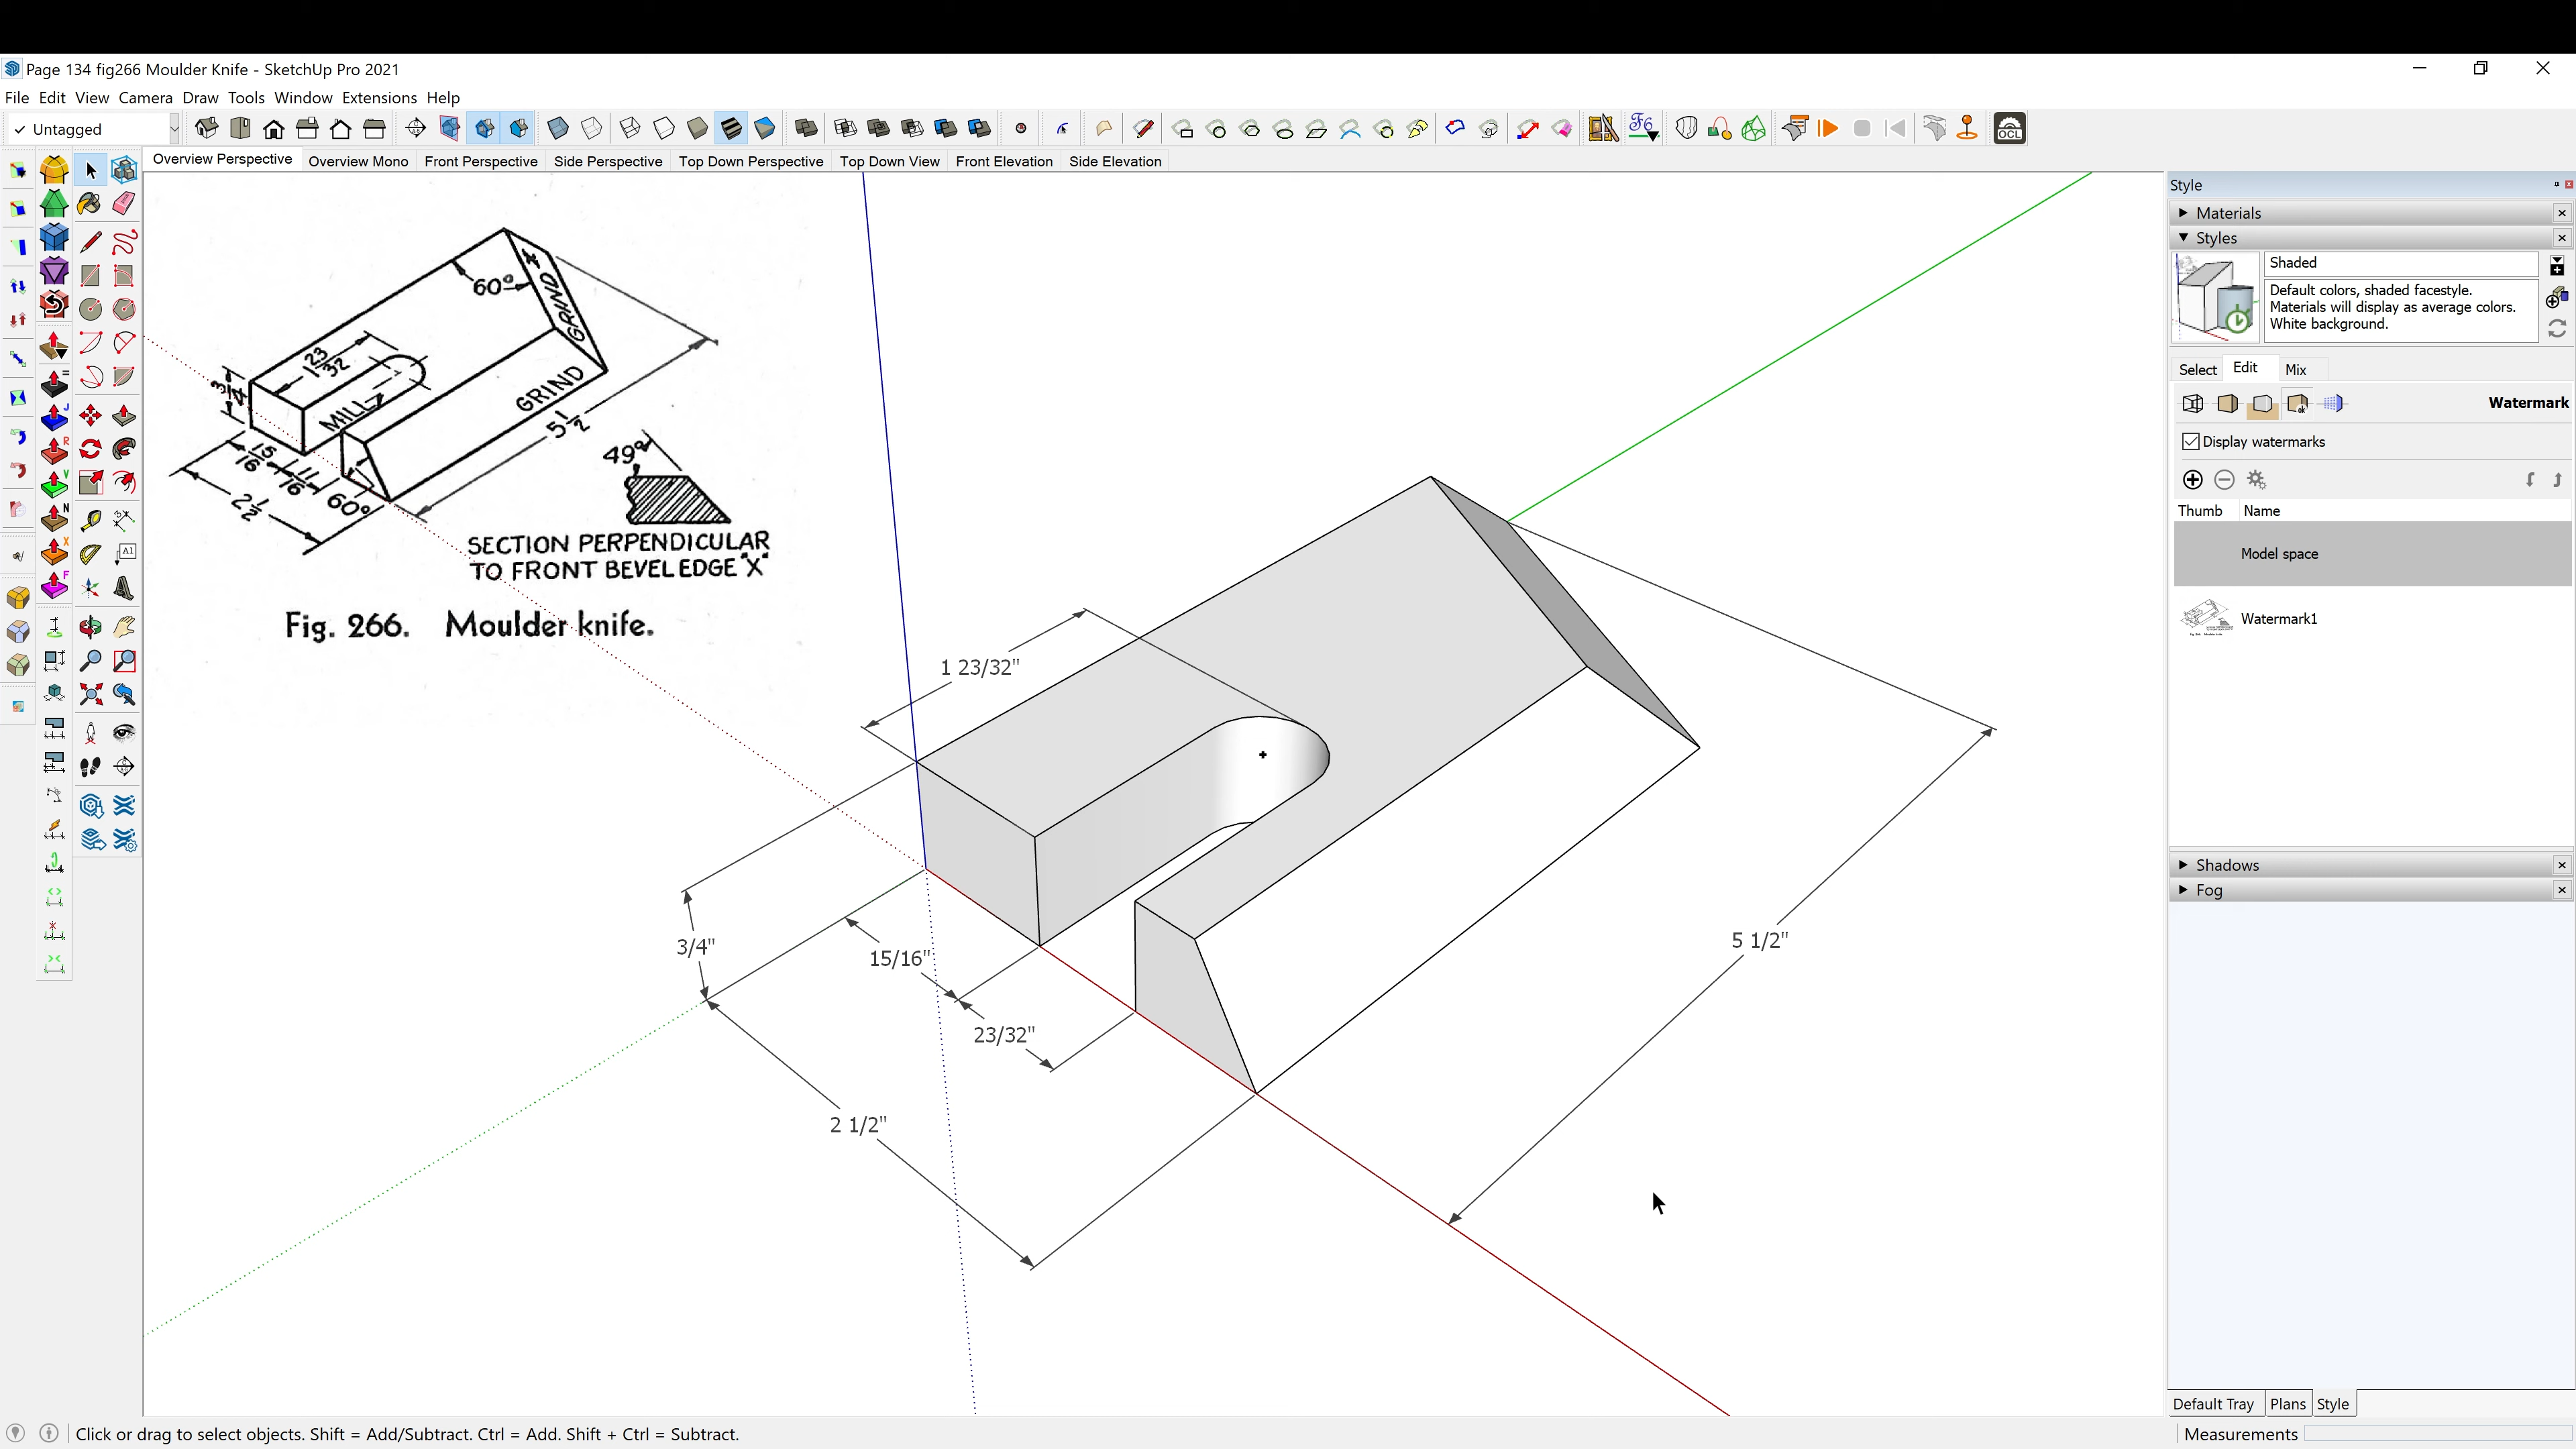 Page 134 fig266 Moulder Knife - SketchUp Pro 2021
File Edit View Camera Draw Tools Window Extensions Help
Untagged
OCL
Overview Perspective
Overview Mono
Front Perspective
Side Perspective
Top Down Perspective
Top Down View
Front Elevation
Side Elevation
60°
X
GRIND
1 23/32
3/4
MILL
GRIND
5 1/2
15/16
11/16
60°
2 1/2
49°
SECTION PERPENDICULAR
TO FRONT BEVEL EDGE "X"
Fig. 266. Moulder knife.
1 23/32"
3/4"
15/16"
23/32"
2 1/2"
5 1/2"
Style
Materials
Styles
Shaded
Default colors, shaded facestyle.
Materials will display as average colors.
White background.
Select Edit Mix
Watermark
Display watermarks
Thumb Name
Model space
Watermark1
Shadows
Fog
Default Tray Plans Style
Click or drag to select objects. Shift = Add/Subtract. Ctrl = Add. Shift + Ctrl = Subtract.
Measurements